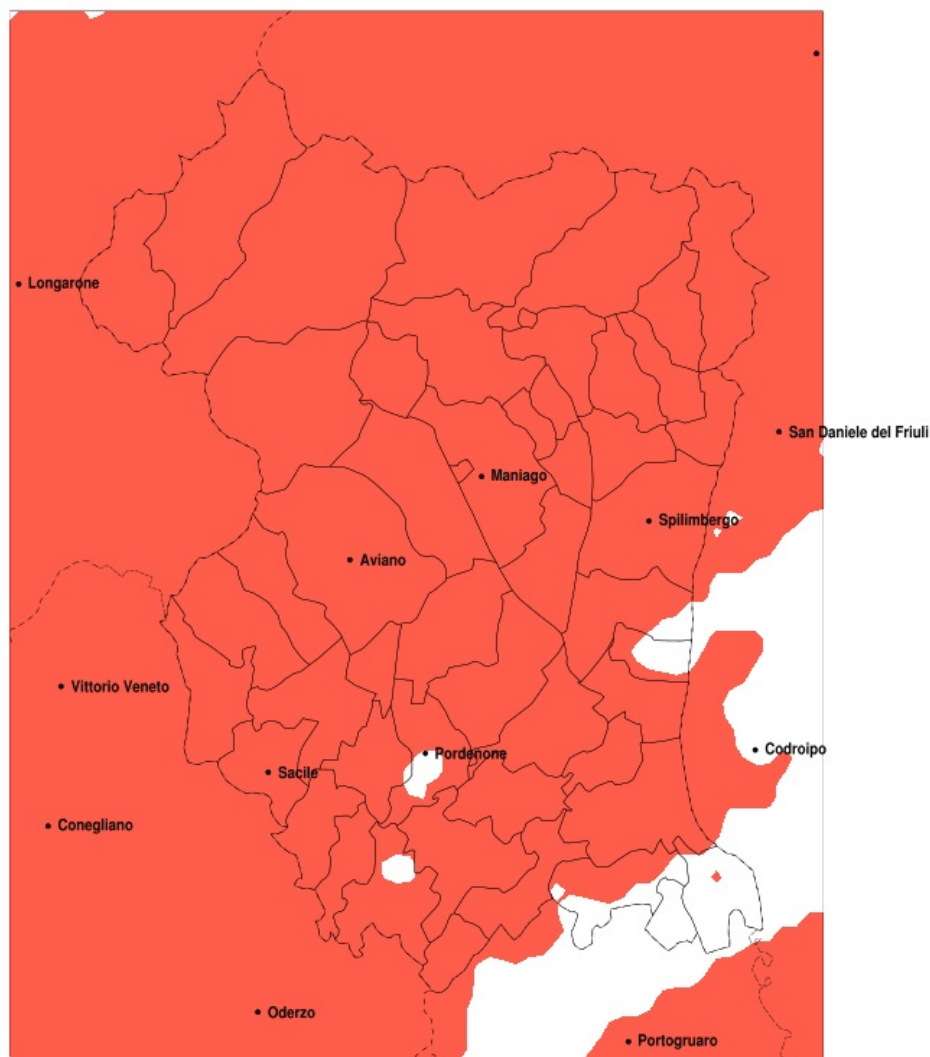 Longarone
San Daniele del Friuli
Maniago
Spilimbergo
Aviano
Vittorio Veneto
Codroipo
Pordenone
Sacile
Conegliano
Oderzo
Portogruaro